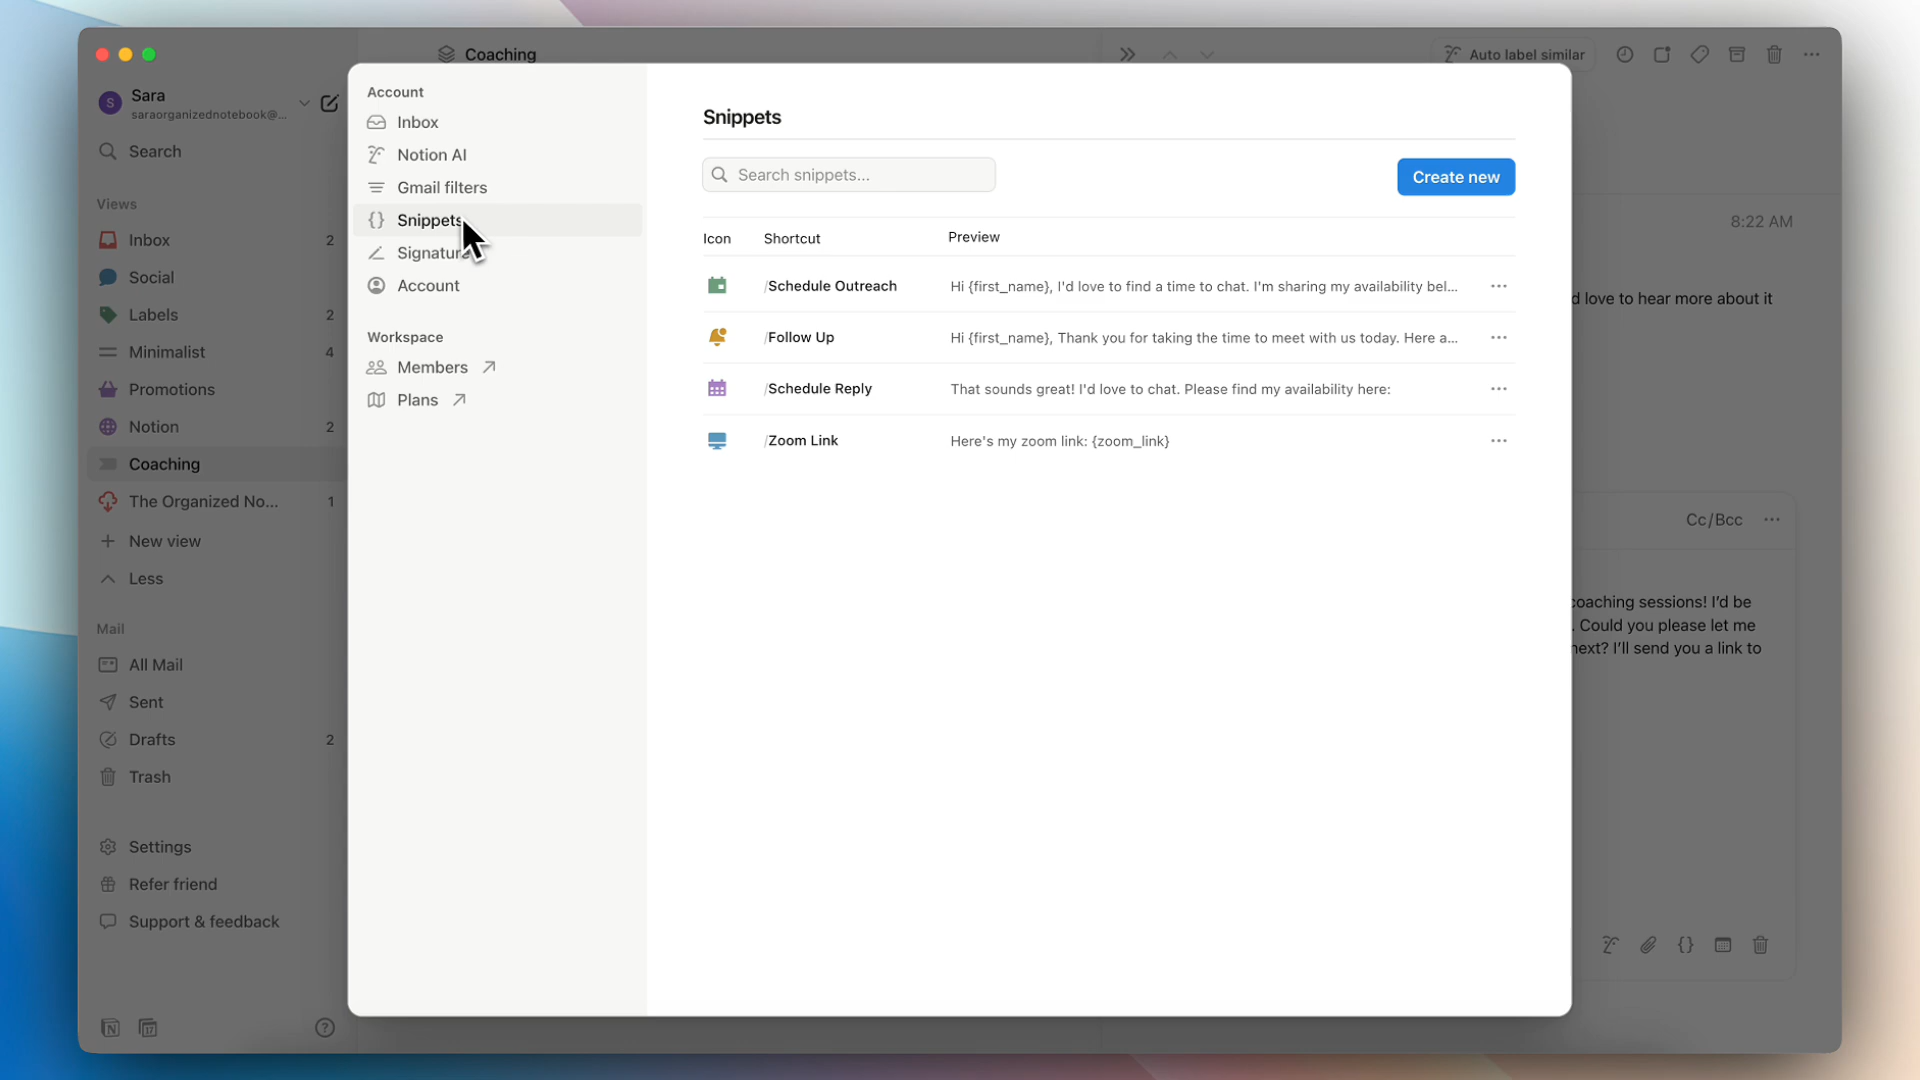 Coaching
Auto label similar
S
Sara
saraorganizednotebook@...
Search
Views
Inbox 2
Social
Labels 2
Minimalist 4
Promotions
Notion 2
Coaching
The Organized No... 1
New view
Less
Mail
All Mail
Sent
Drafts 2
Trash
Settings
Refer friend
Support & feedback
Account
Inbox
Notion AI
Gmail filters
{} Snippets
Signature
Account
Workspace
Members
Plans
Snippets
Search snippets...
Create new
Icon Shortcut Preview
/Schedule Outreach Hi {first_name}, I'd love to find a time to chat. I'm sharing my availability bel...
/Follow Up Hi {first_name}, Thank you for taking the time to meet with us today. Here a...
/Schedule Reply That sounds great! I'd love to chat. Please find my availability here:
/Zoom Link Here's my zoom link: {zoom_link}
8:22 AM
d love to hear more about it
Cc/Bcc
coaching sessions! I'd be
. Could you please let me
next? I'll send you a link to
{}
17